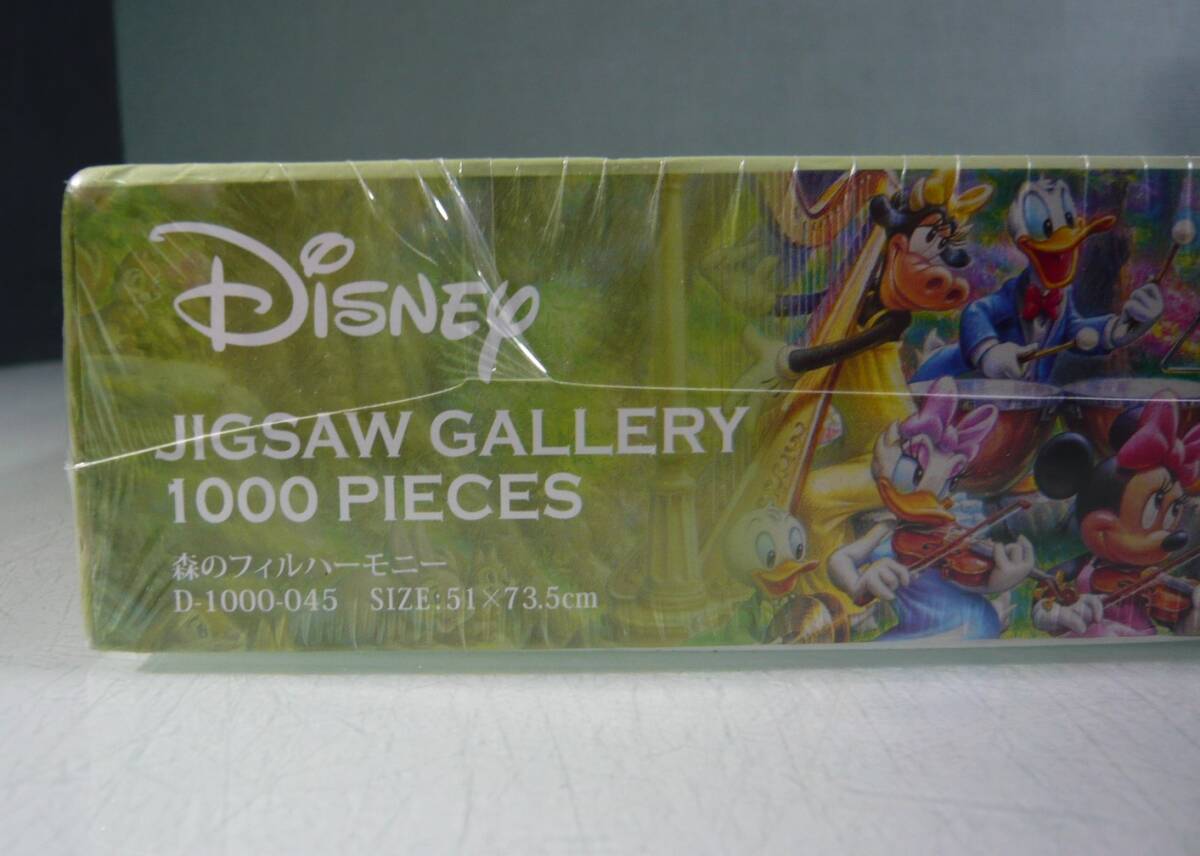 Disney
JIGSAW GALLERY
1000 PIECES
森のフィルハーモニー
D-1000-045 SIZE:51×73.5cm